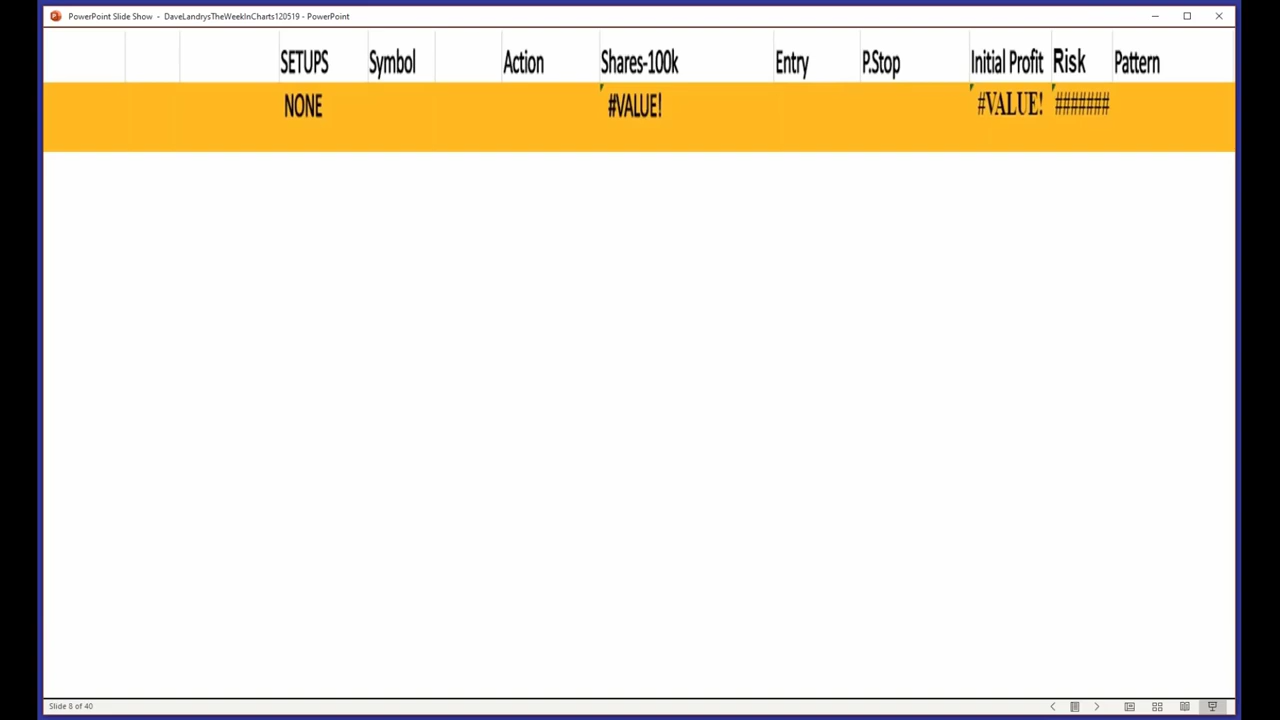 PowerPoint Slide Show - DaveLandrysTheWeekInCharts120519 - PowerPoint
SETUPS Symbol Action Shares-100k Entry P.Stop Initial Profit Risk Pattern
NONE #VALUE! #VALUE! #######
Slide 8 of 40